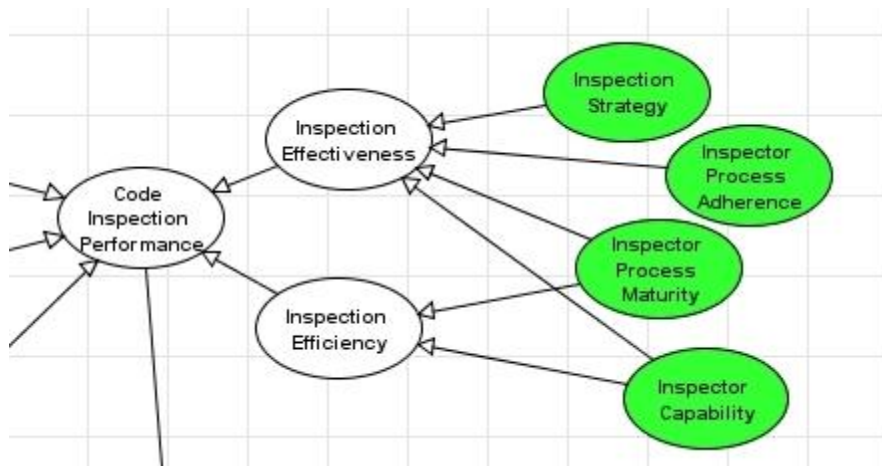 Inspection
Strategy
Inspection
Effectiveness
Inspector
Process
Adherence
Code
Inspection
Performance
Inspector
Process
Maturity
Inspection
Efficiency
Inspector
Capability